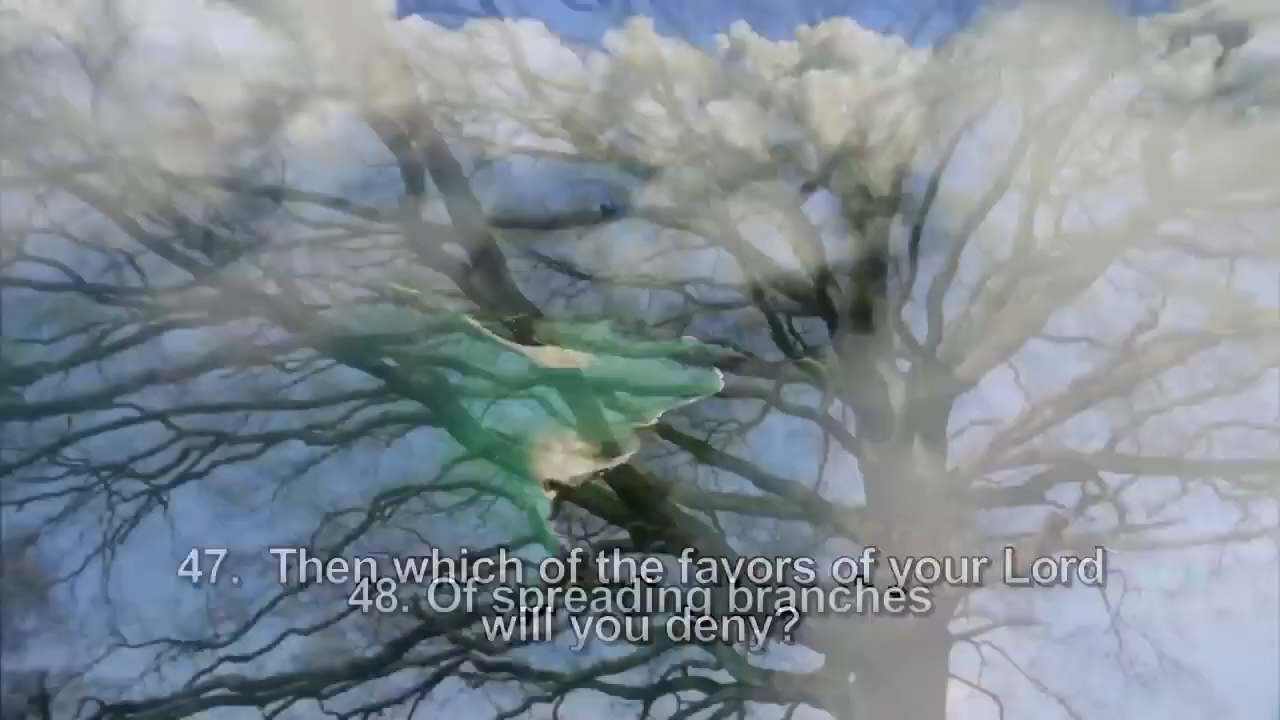 47.  Then which of the favors of your Lord
48. Of spreading branches
will you deny?